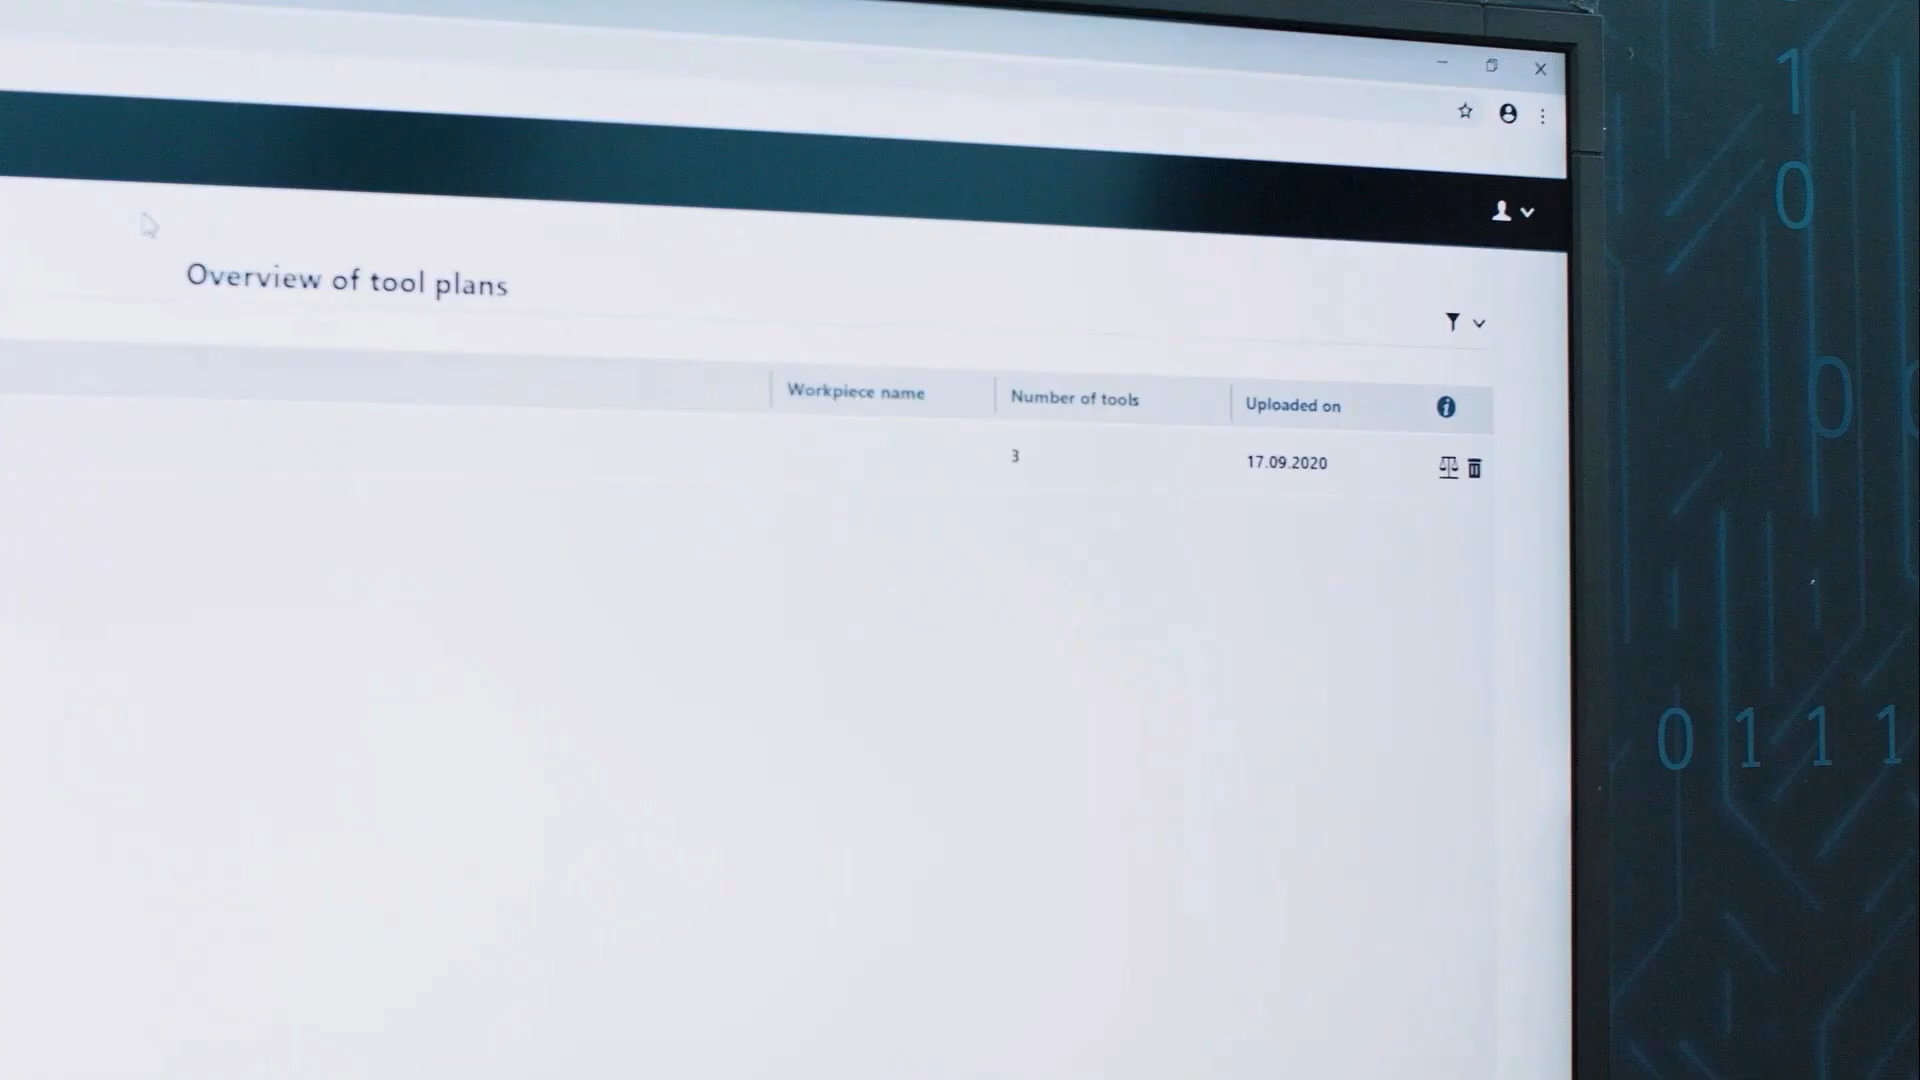 Overview of tool plans
Workpiece name Number of tools Uploaded on
3 17.09.2020
1
0
0 0
0 1 1 1